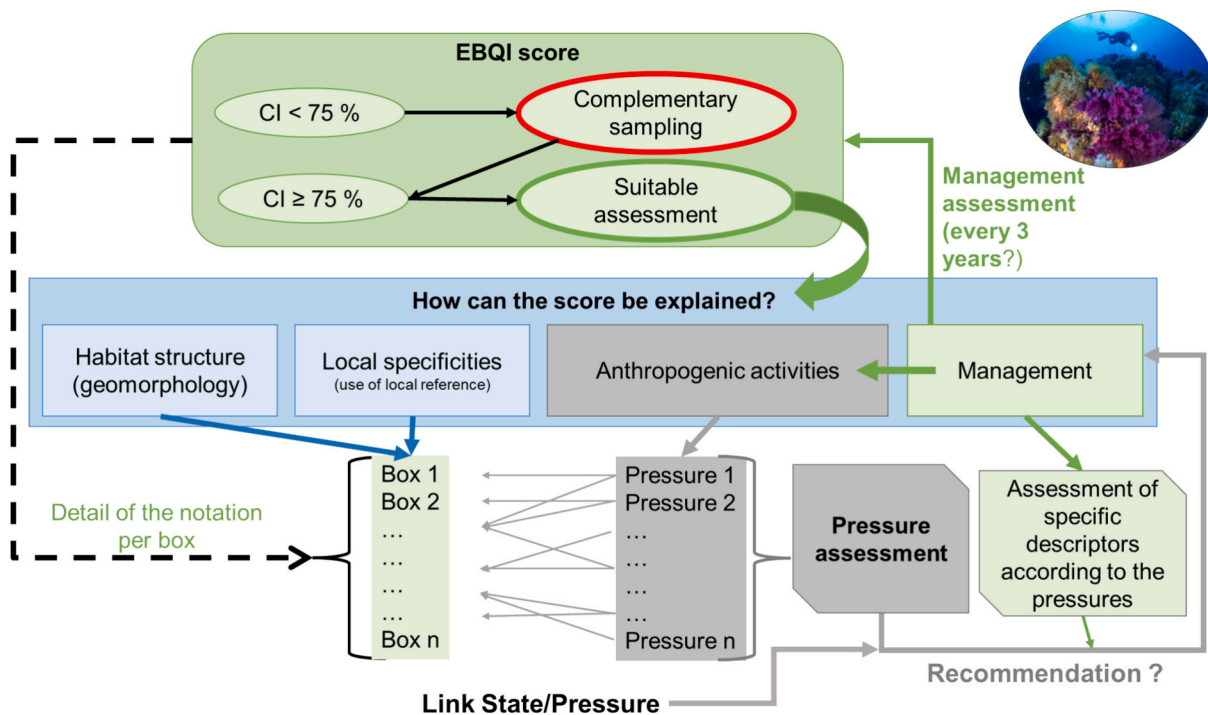 EBQI score
CI < 75 %
Complementary
sampling
CI ≥ 75 %
Suitable
assessment
Management
assessment
(every 3
years?)
How can the score be explained?
Habitat structure
(geomorphology)
Local specificities
(use of local reference)
Anthropogenic activities
Management
Detail of the notation
per box
Box 1
Box 2
...
...
...
...
Box n
Pressure 1
Pressure 2
...
...
...
...
Pressure n
Pressure
assessment
Assessment of
specific
descriptors
according to the
pressures
Recommendation ?
Link State/Pressure